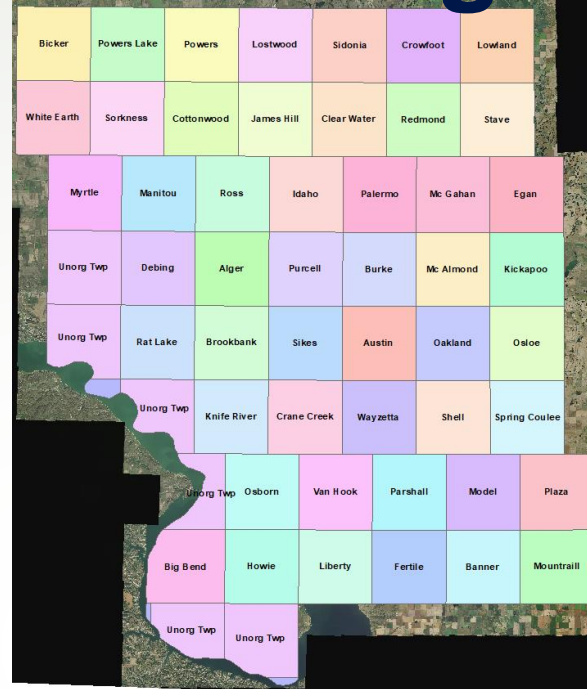 Bicker Powers Lake Powers Lostwood Sidonia Crowfoot Lowland
White Earth Sorkness Cottonwood James Hill Clear Water Redmond Stave
Myrtle Manitou Ross Idaho Palermo Mc Gahan Egan
Unorg Twp Debing Alger Purcell Burke Mc Almond Kickapoo
Unorg Twp Rat Lake Brookbank Sikes Austin Oakland Osloe
Unorg Twp Knife River Crane Creek Wayzetta Shell Spring Coulee
Unorg Twp Osborn Van Hook Parshall Model Plaza
Big Bend Howie Liberty Fertile Banner Mountraill
Unorg Twp Unorg Twp